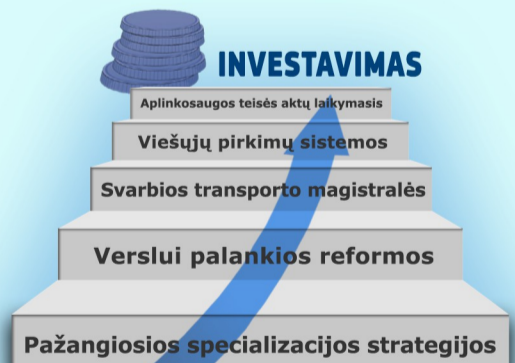 INVESTAVIMAS
Aplinkosaugos teisės aktų laikymasis
Viešųjų pirkimų sistemos
Svarbios transporto magistralės
Verslui palankios reformos
Pažangiosios specializacijos strategijos